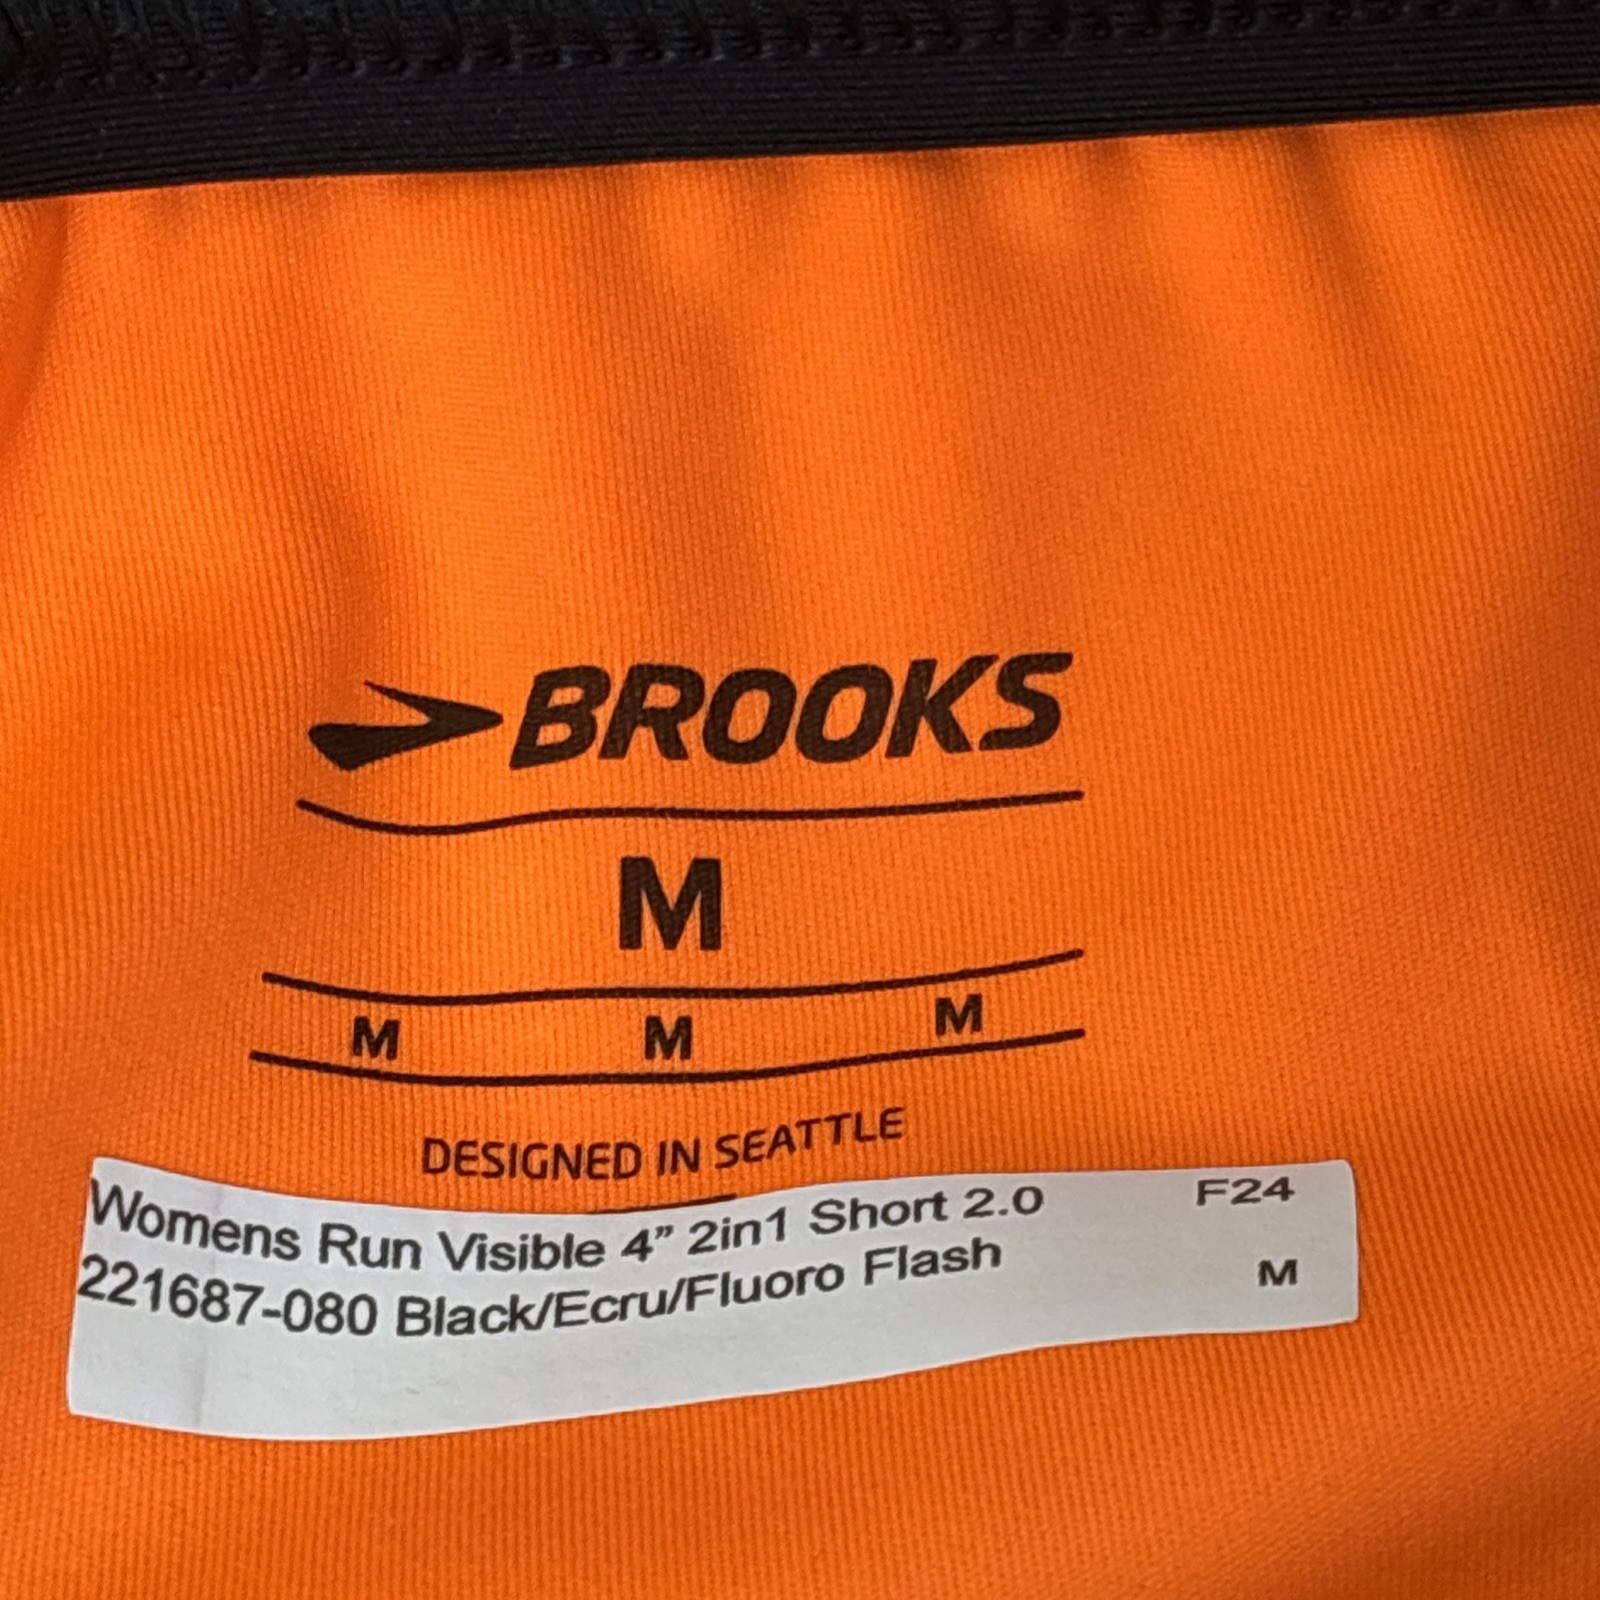 BROOKS
M
M M M
DESIGNED IN SEATTLE
Womens Run Visible 4” 2in1 Short 2.0 F24
221687-080 Black/Ecru/Fluoro Flash M